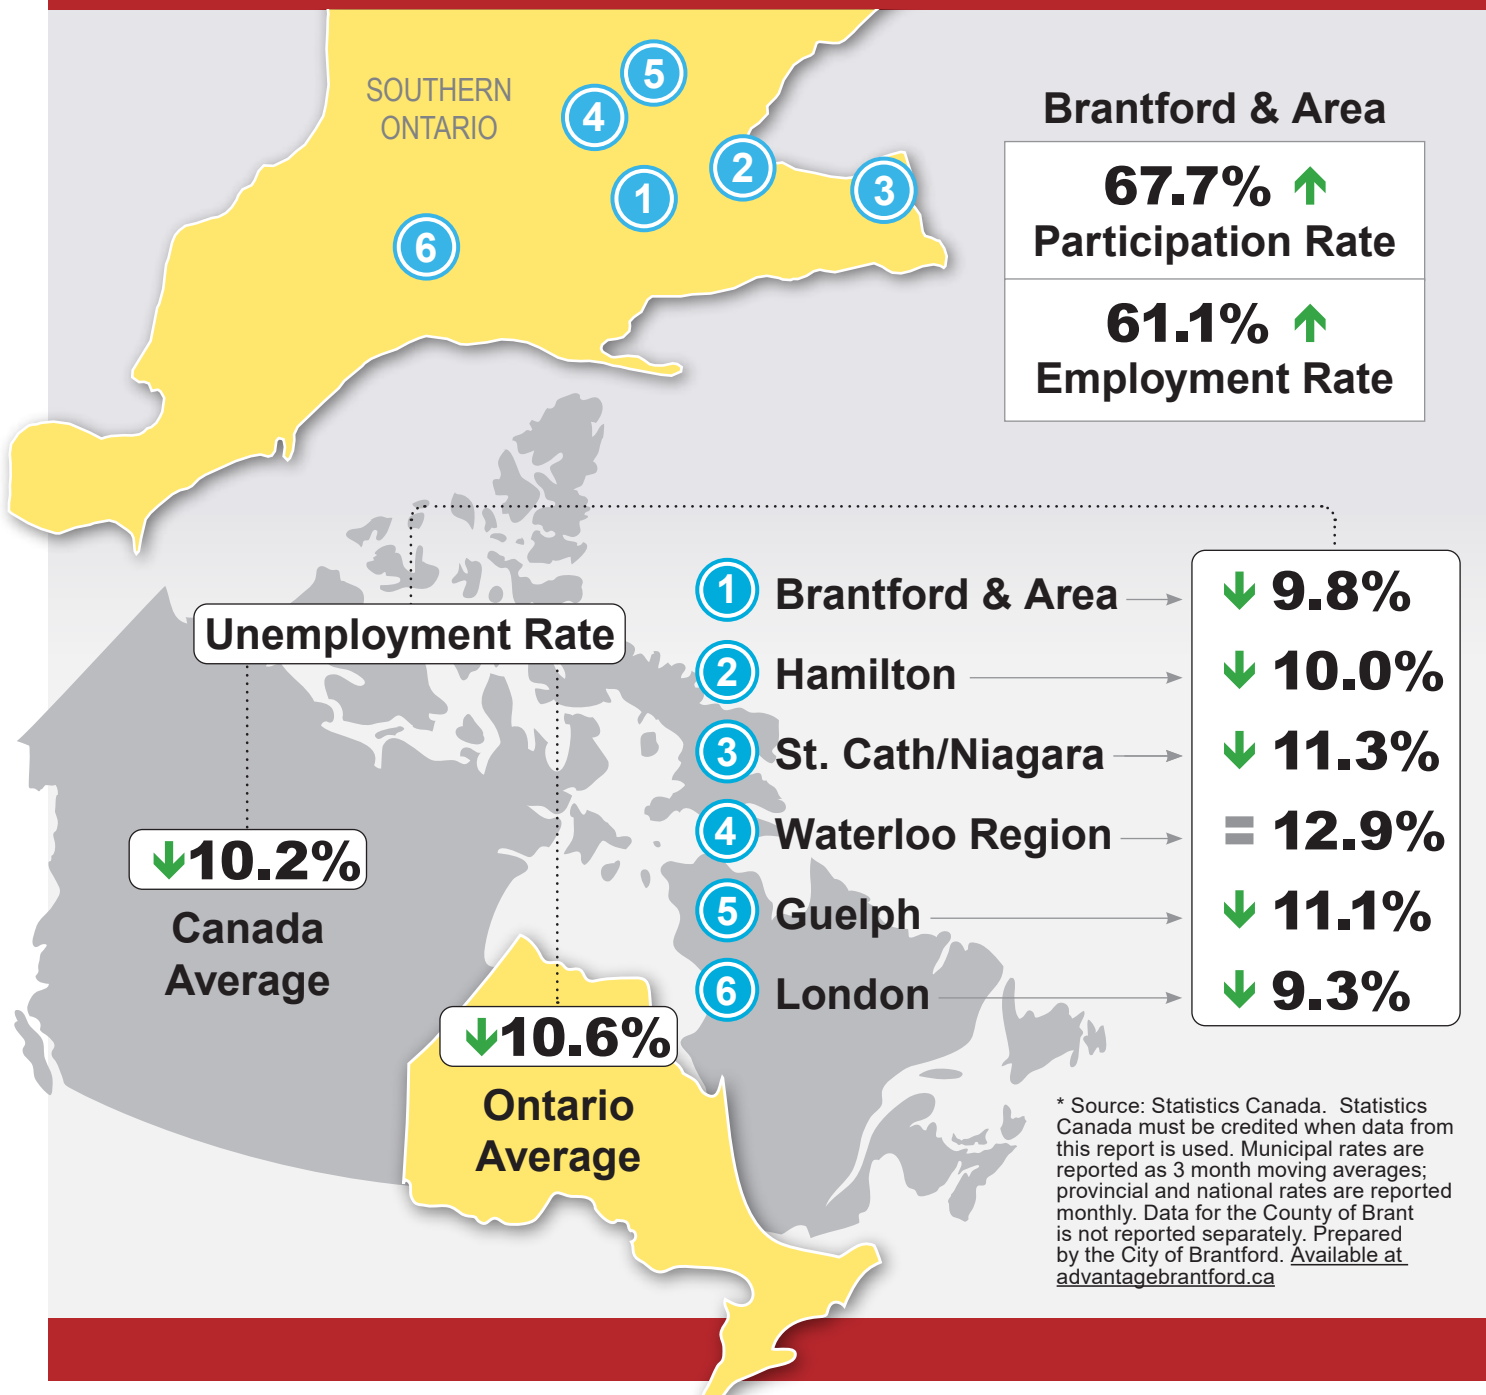 SOUTHERN
ONTARIO
5
4
2
3
1
6
Brantford & Area
67.7%
Participation Rate
61.1%
Employment Rate
Unemployment Rate
10.2%
Canada
Average
10.6%
Ontario
Average
1 Brantford & Area 9.8%
2 Hamilton 10.0%
3 St. Cath/Niagara 11.3%
4 Waterloo Region = 12.9%
5 Guelph 11.1%
6 London 9.3%
* Source: Statistics Canada.  Statistics
Canada must be credited when data from
this report is used. Municipal rates are
reported as 3 month moving averages;
provincial and national rates are reported
monthly. Data for the County of Brant
is not reported separately. Prepared
by the City of Brantford. Available at
advantagebrantford.ca